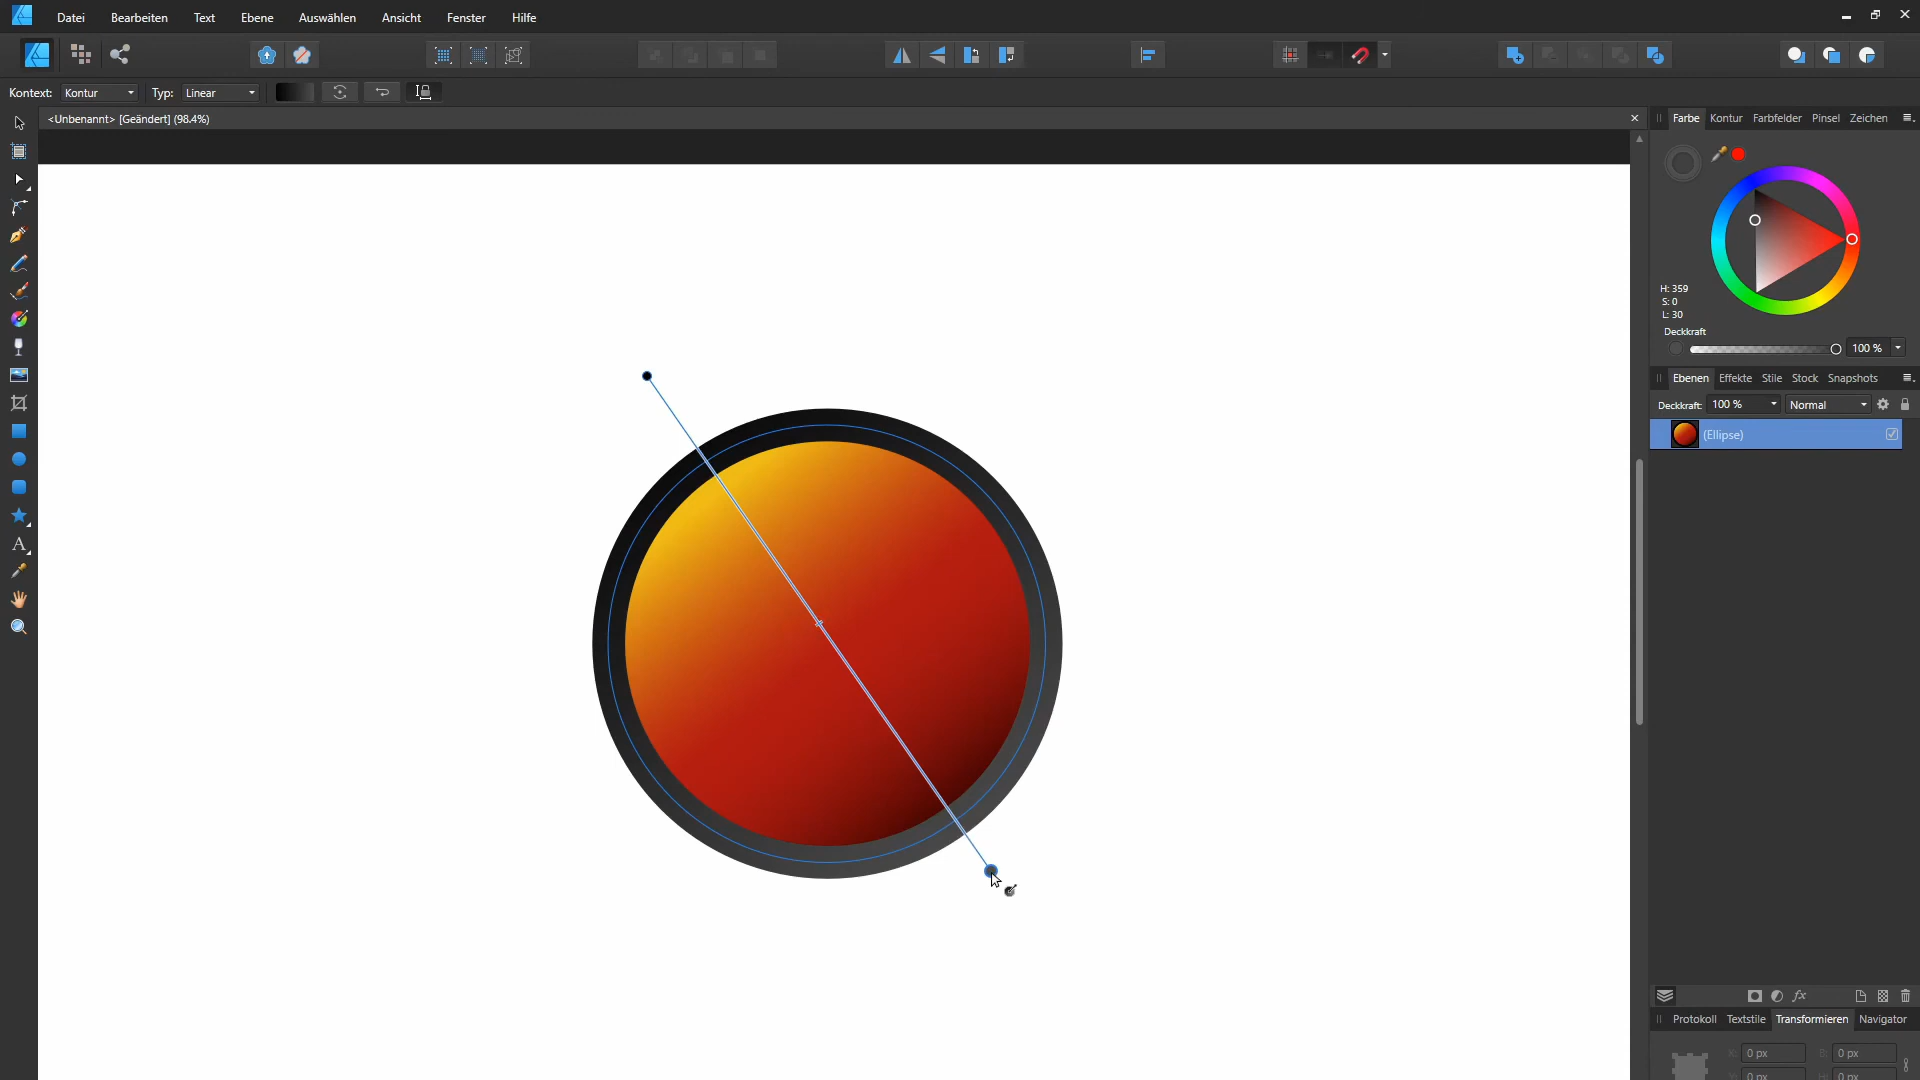 Datei Bearbeiten Text Ebene Auswählen Ansicht Fenster Hilfe
Kontext: Kontur Typ: Linear
<Unbenannt> [Geändert] (98.4%)
Farbe Kontur Farbfelder Pinsel Zeichen
H: 359
S: 0
L: 30
Deckkraft
100 %
Ebenen Effekte Stile Stock Snapshots
Deckkraft: 100 % Normal
(Ellipse)
fx
Protokoll Textstile Transformieren Navigator
X: 0 px B: 0 px
0 px 0 px